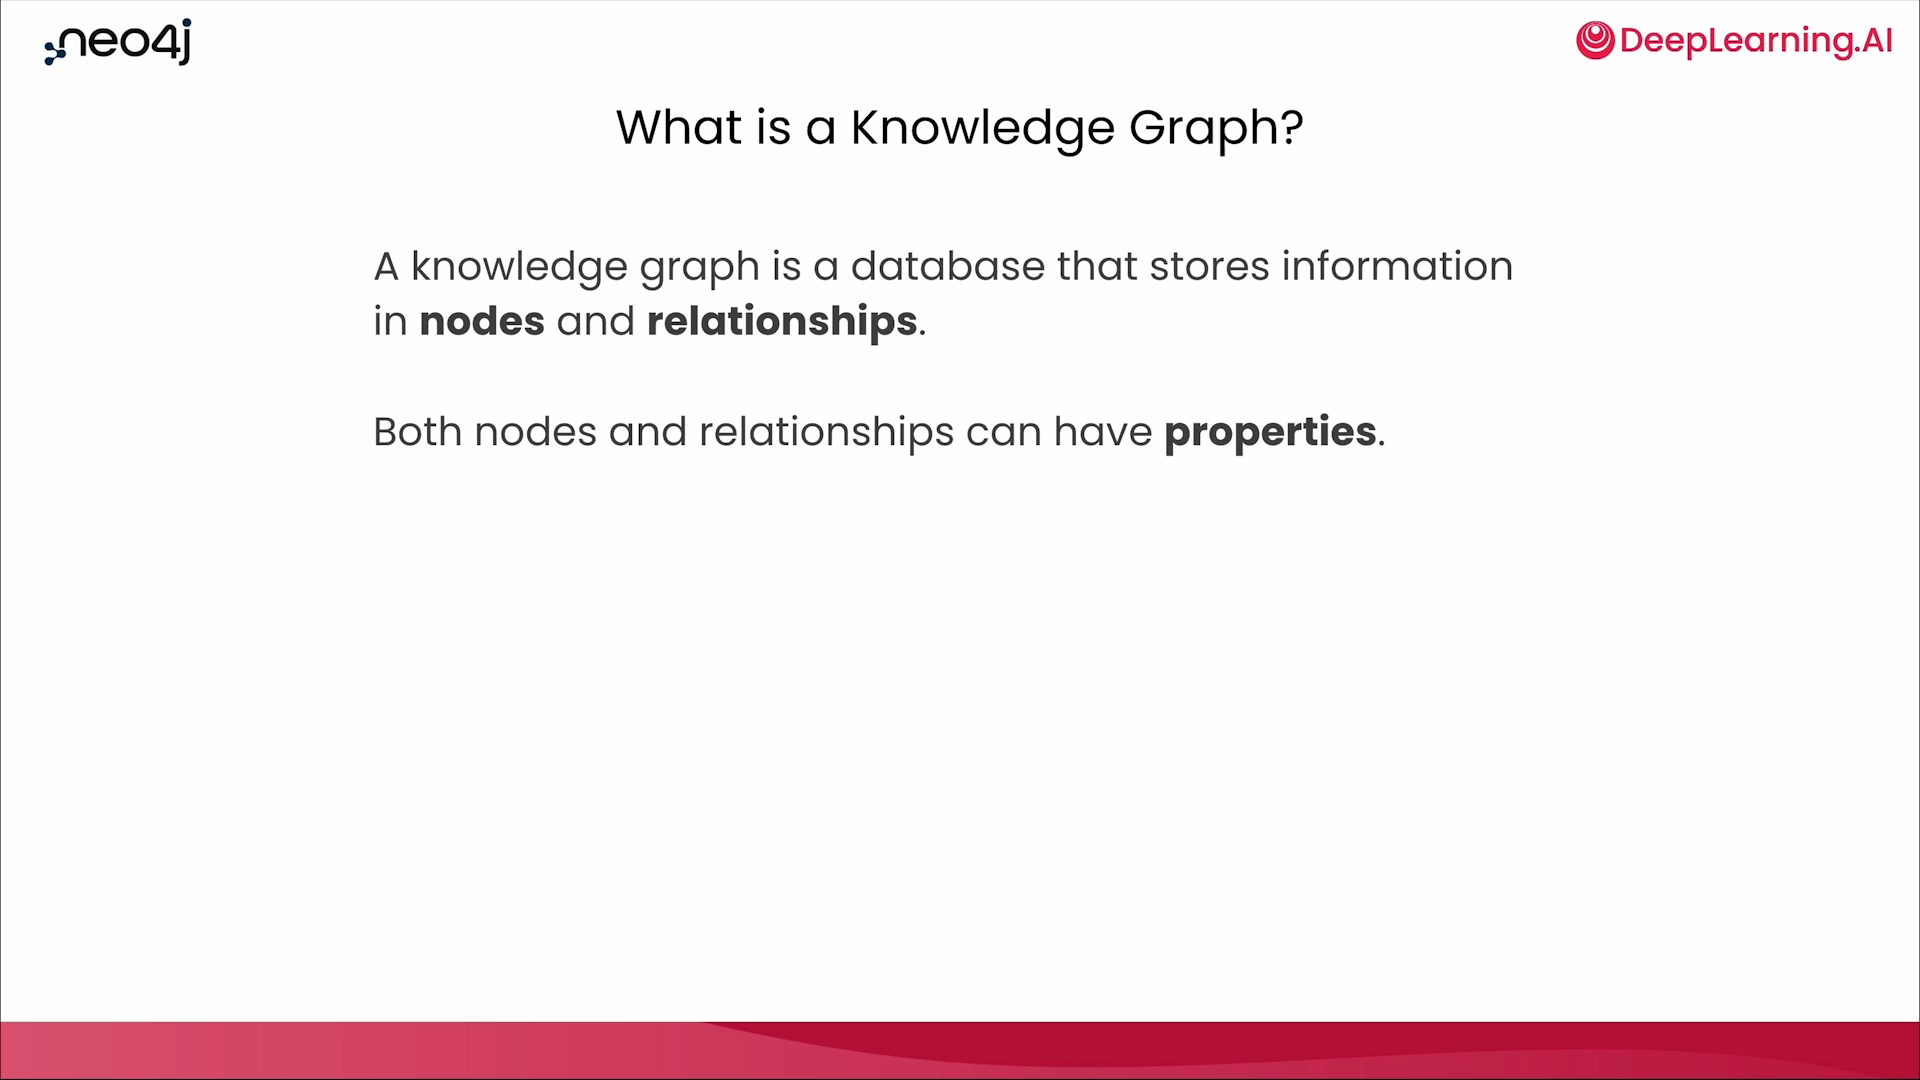 neo4j
DeepLearning.AI
What is a Knowledge Graph?
A knowledge graph is a database that stores information
in nodes and relationships.
Both nodes and relationships can have properties.